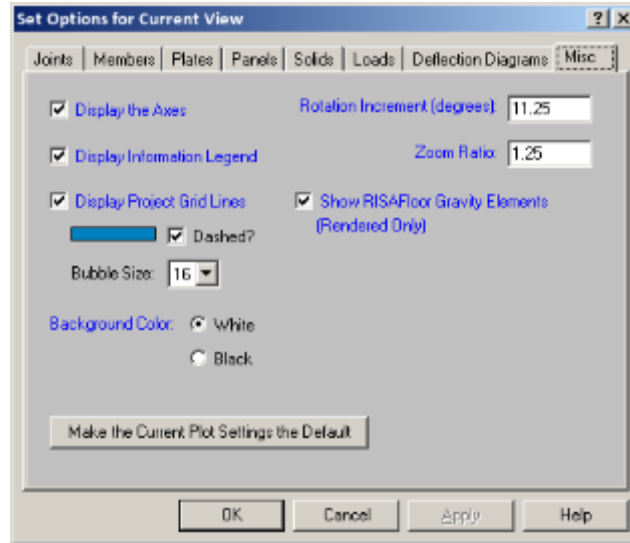 Set Options for Current View
Joints Members Plates Panels Solids Loads Deflection Diagrams Misc
Display the Axes
Rotation Increment (degrees): 11.25
Display Information Legend
Zoom Ratio: 1.25
Display Project Grid Lines
Show RISAFloor Gravity Elements
(Rendered Only)
Dashed?
Bubble Size: 16
Background Color: White
Black
Make the Current Plot Settings the Default
OK Cancel Apply Help